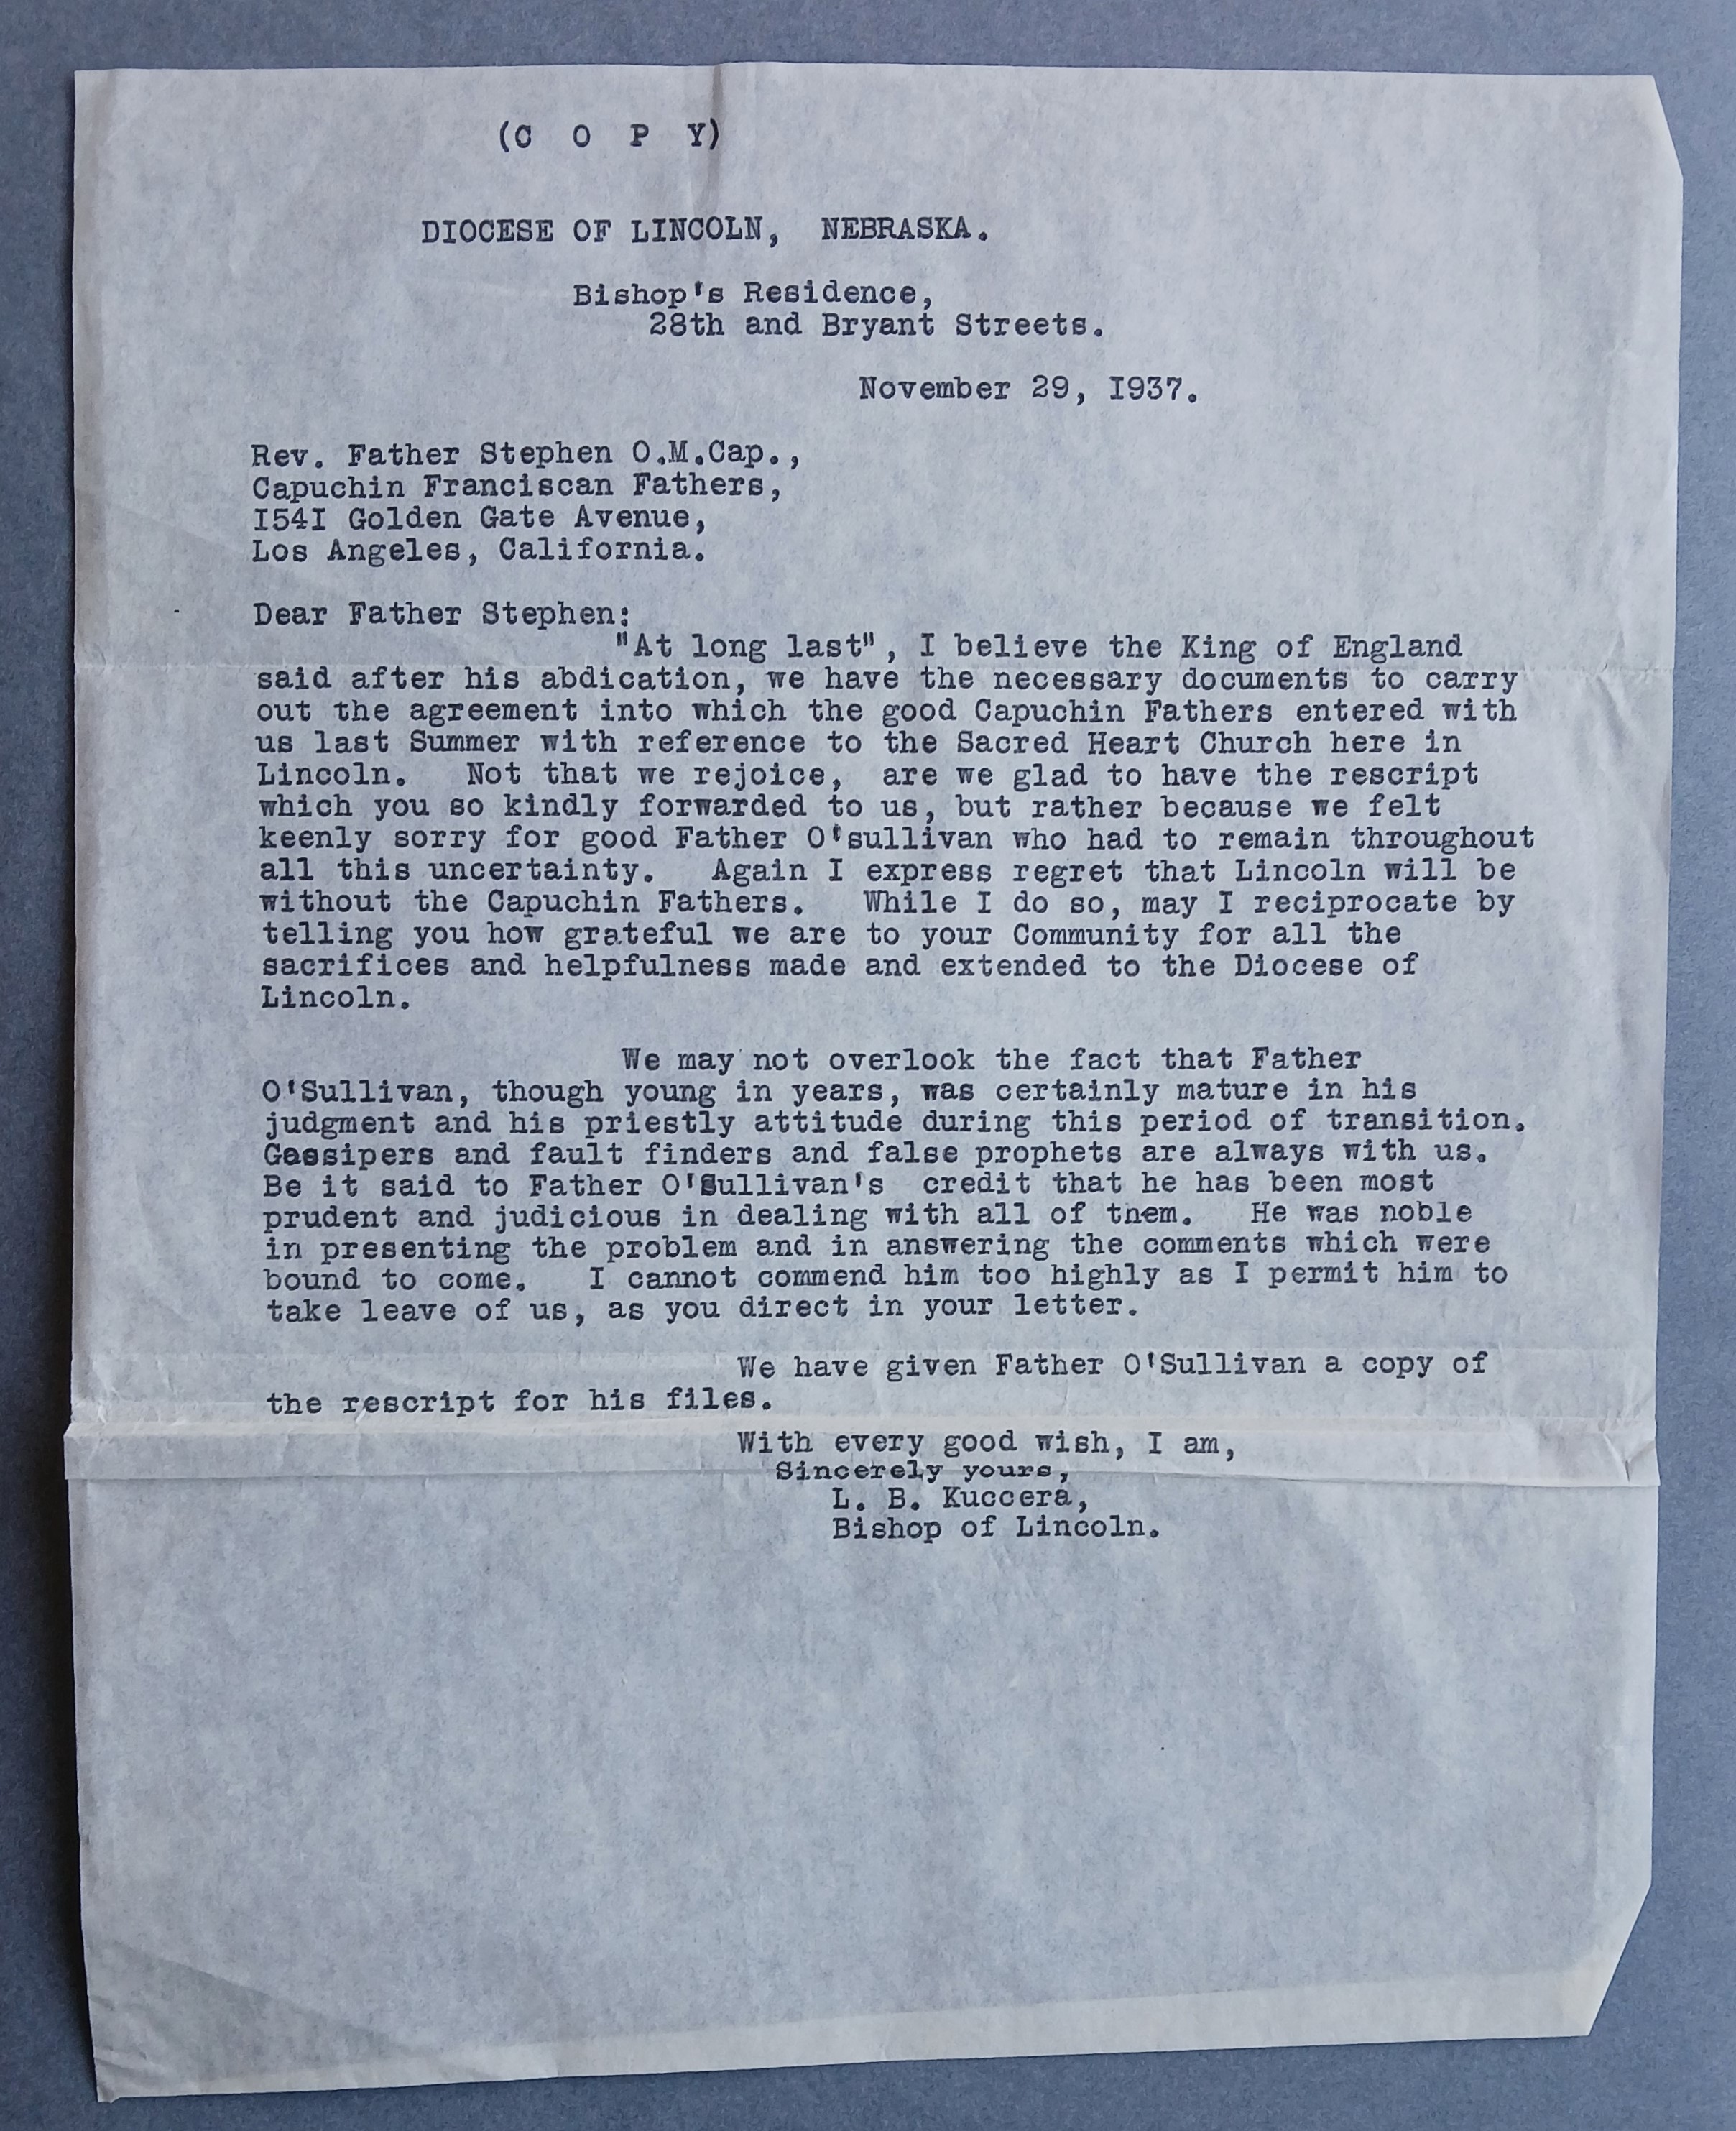 (C O P Y)
DIOCESE OF LINCOLN, NEBRASKA.
Bishop's Residence,
28th and Bryant Streets.
November 29, I937.
Rev. Father Stephen O.M.Cap.,
Capuchin Franciscan Fathers,
I54I Golden Gate Avenue,
Los Angeles, California.
Dear Father Stephen:
"At long last", I believe the King of England
said after his abdication, we have the necessary documents to carry
out the agreement into which the good Capuchin Fathers entered with
us last Summer with reference to the Sacred Heart Church here in
Lincoln. Not that we rejoice, are we glad to have the rescript
which you so kindly forwarded to us, but rather because we felt
keenly sorry for good Father O'sullivan who had to remain throughout
all this uncertainty. Again I express regret that Lincoln will be
without the Capuchin Fathers. While I do so, may I reciprocate by
telling you how grateful we are to your Community for all the
sacrifices and helpfulness made and extended to the Diocese of
Lincoln.
We may not overlook the fact that Father
O'Sullivan, though young in years, was certainly mature in his
judgment and his priestly attitude during this period of transition.
Gossipers and fault finders and false prophets are always with us.
Be it said to Father O'Sullivan's credit that he has been most
prudent and judicious in dealing with all of them. He was noble
in presenting the problem and in answering the comments which were
bound to come. I cannot commend him too highly as I permit him to
take leave of us, as you direct in your letter.
We have given Father O'Sullivan a copy of
the rescript for his files.
With every good wish, I am,
Sincerely yours,
L. B. Kuccera,
Bishop of Lincoln.